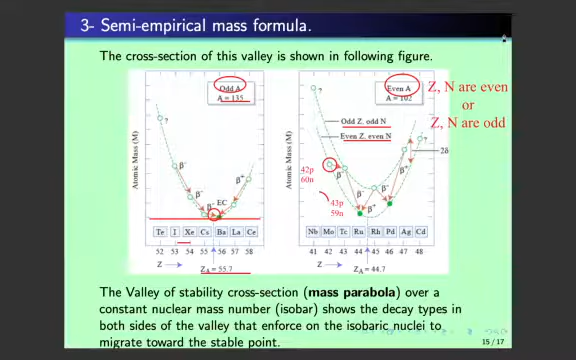 3- Semi-empirical mass formula.
The cross-section of this valley is shown in following figure.
Odd A
A = 135
Even A
A = 102
Z, N are even
or
Z, N are odd
Odd Z, odd N
Even Z, even N
2δ
Atomic Mass (M)
Atomic Mass (M)
?
?
?
β⁻
β⁻
β⁻
EC
β⁺
β⁻
β⁻
β⁺
β⁺
42p
60n
43p
59n
Te I Xe Cs Ba La Ce
Nb Mo Tc Ru Rh Pd Ag Cd
52 53 54 55 56 57 58
41 42 43 44 45 46 47 48
Z
Z_A = 55.7
Z
Z_A = 44.7
The Valley of stability cross-section (mass parabola) over a
constant nuclear mass number (isobar) shows the decay types in
both sides of the valley that enforce on the isobaric nuclei to
migrate toward the stable point.
15 / 17